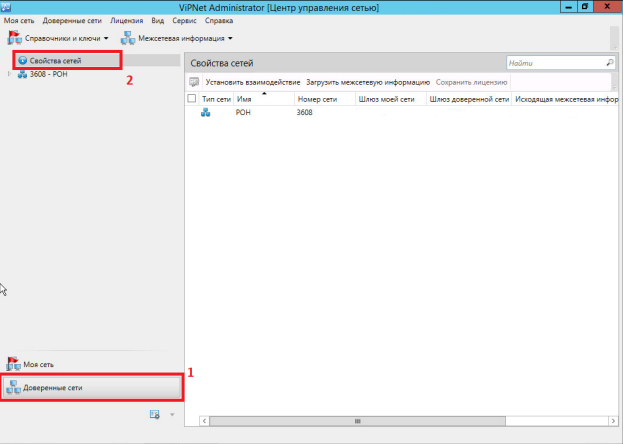 ViPNet Administrator [Центр управления сетью]
Моя сеть Доверенные сети Лицензия Вид Сервис Справка
Справочники и ключи Межсетевая информация
Свойства сетей
2
3608 - РОН
Свойства сетей
Найти
Установить взаимодействие Загрузить межсетевую информацию Сохранить лицензию
Тип сети Имя Номер сети Шлюз моей сети Шлюз доверенной сети Исходящая межсетевая инфор
РОН 3608
Моя сеть
1
Доверенные сети